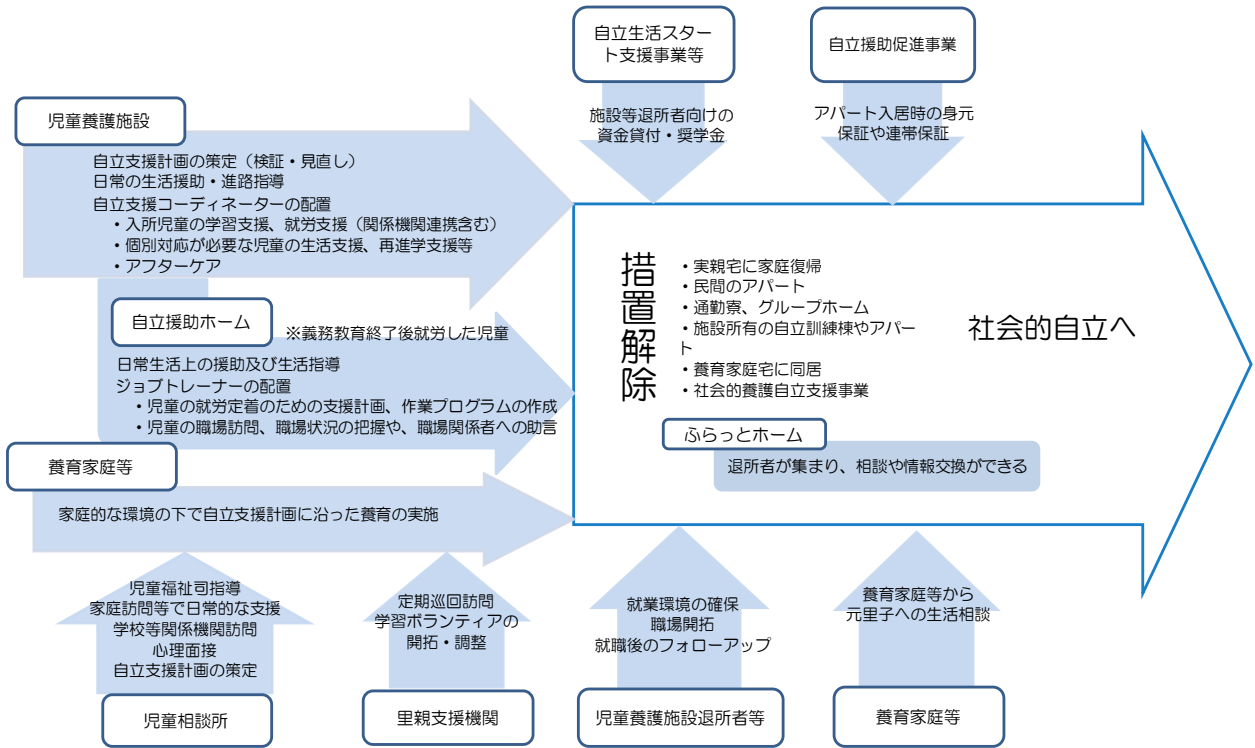 自立生活スター
ト支援事業等
自立援助促進事業
施設等退所者向けの
資金貸付・奨学金
アパート入居時の身元
保証や連帯保証
児童養護施設
自立支援計画の策定（検証・見直し）
日常の生活援助・進路指導
自立支援コーディネーターの配置
・入所児童の学習支援、就労支援（関係機関連携含む）
・個別対応が必要な児童の生活支援、再進学支援等
・アフターケア
自立援助ホーム
※義務教育終了後就労した児童
日常生活上の援助及び生活指導
ジョブトレーナーの配置
・児童の就労定着のための支援計画、作業プログラムの作成
・児童の職場訪問、職場状況の把握や、職場関係者への助言
養育家庭等
家庭的な環境の下で自立支援計画に沿った養育の実施
措置解除
・実親宅に家庭復帰
・民間のアパート
・通勤寮、グループホーム
・施設所有の自立訓練棟やアパー
ト
・養育家庭宅に同居
・社会的養護自立支援事業
社会的自立へ
ふらっとホーム
退所者が集まり、相談や情報交換ができる
児童福祉司指導
家庭訪問等で日常的な支援
学校等関係機関訪問
心理面接
自立支援計画の策定
児童相談所
定期巡回訪問
学習ボランティアの
開拓・調整
里親支援機関
就業環境の確保
職場開拓
就職後のフォローアップ
児童養護施設退所者等
養育家庭等から
元里子への生活相談
養育家庭等